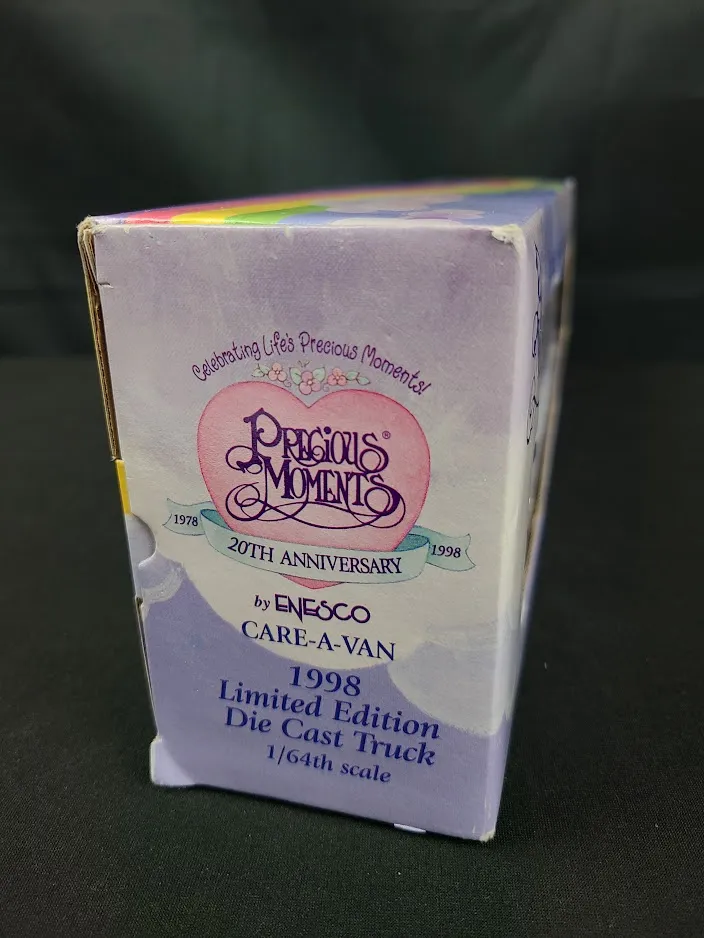 Celebrating Life's Precious Moments!
PRECIOUS®
MOMENTS
1978
20TH ANNIVERSARY
1998
by ENESCO
CARE-A-VAN
1998
Limited Edition
Die Cast Truck
1/64th scale